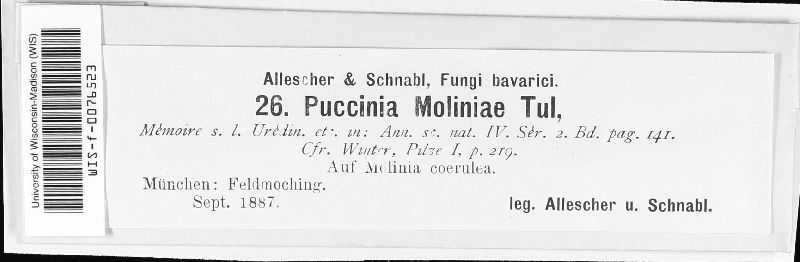 University of Wisconsin-Madison (WIS)
WIS-f-0076523
Allescher & Schnabl, Fungi bavarici.
26. Puccinia Moliniae Tul,
Mémoire s. l. Urédin. etc. in: Ann. sc. nat. IV. Sér. 2. Bd. pag. 141.
Cfr. Winter, Pilze I, p. 219.
Auf Molinia coerulea.
München: Feldmoching.
Sept. 1887.
leg. Allescher u. Schnabl.